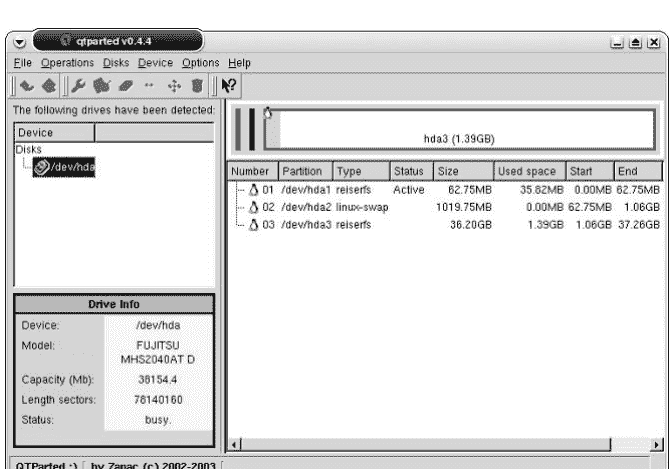 qtparted v0.4.4
File Operations Disks Device Options Help
The following drives have been detected:
Device
Disks
/dev/hda
hda3 (1.39GB)
Number Partition Type Status Size Used space Start End
01 /dev/hda1 reiserfs Active 62.75MB 35.82MB 0.00MB 62.75MB
02 /dev/hda2 linux-swap 1019.75MB 0.00MB 62.75MB 1.06GB
03 /dev/hda3 reiserfs 36.20GB 1.39GB 1.06GB 37.26GB
Drive Info
Device: /dev/hda
Model: FUJITSU
MHS2040AT D
Capacity (Mb): 38154.4
Length sectors: 78140160
Status: busy.
QTParted :) by Zanac (c) 2002-2003